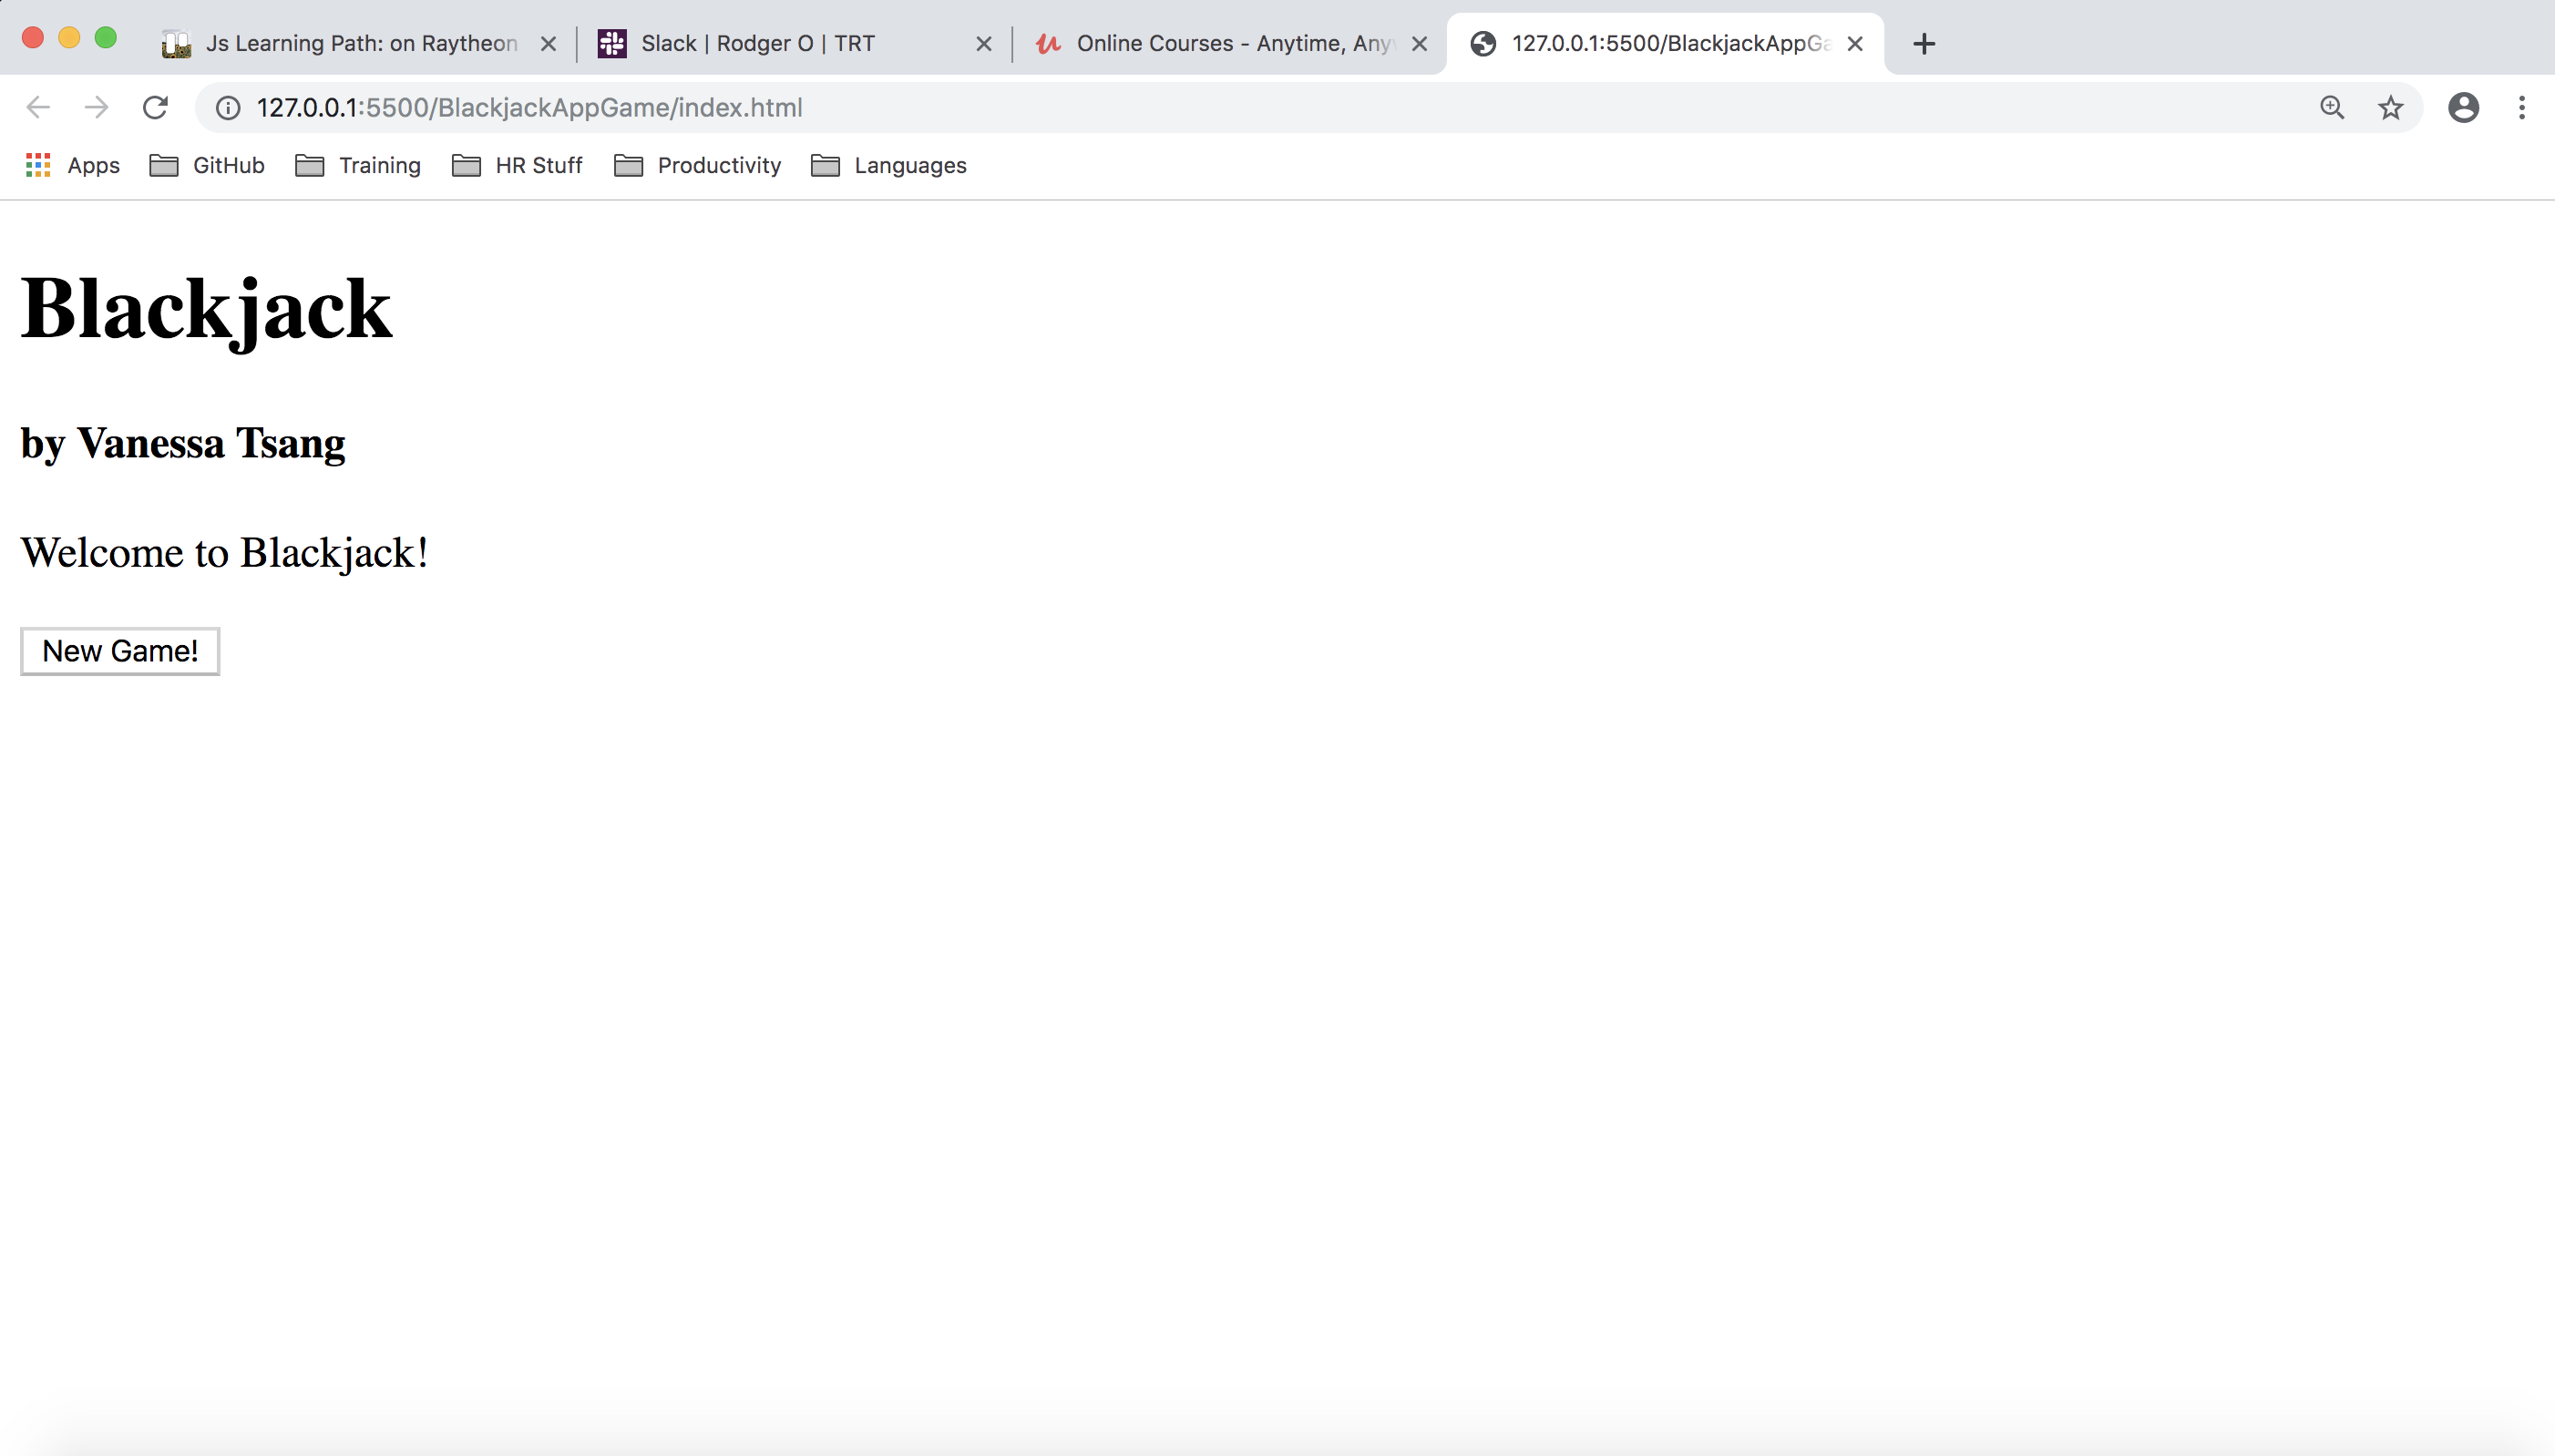 Js Learning Path: on Raytheon
Slack | Rodger O | TRT
Online Courses - Anytime, Any
127.0.0.1:5500/BlackjackAppGa
127.0.0.1:5500/BlackjackAppGame/index.html
Apps GitHub Training HR Stuff Productivity Languages
Blackjack
by Vanessa Tsang
Welcome to Blackjack!
New Game!